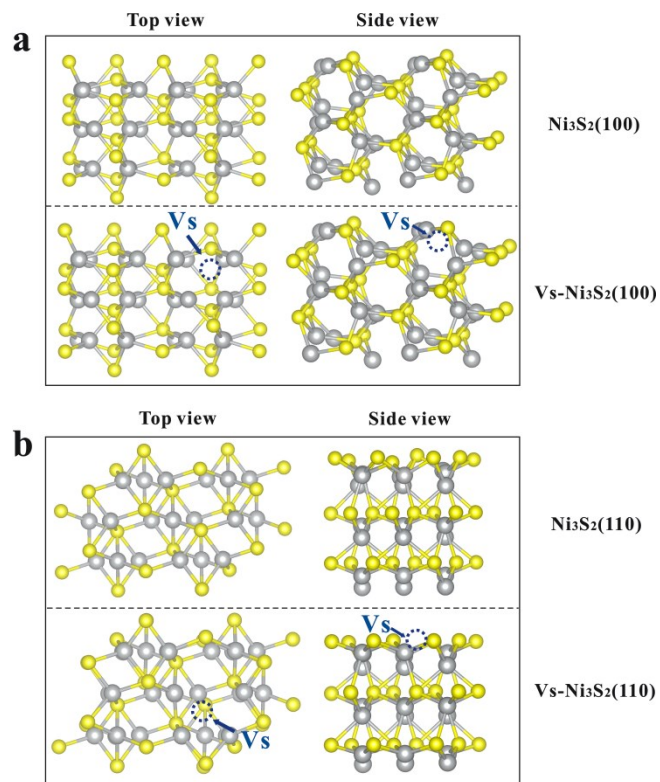 Top view Side view
a
Ni3S2(100)
Vs Vs
Vs-Ni3S2(100)
Top view Side view
b
Ni3S2(110)
Vs
Vs-Ni3S2(110)
Vs